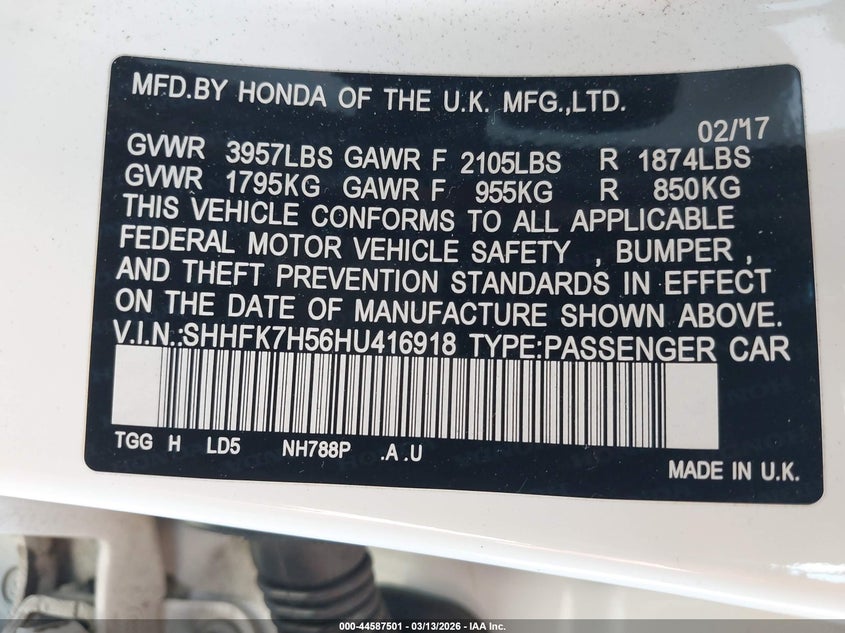 MFD.BY HONDA OF THE U.K. MFG.,LTD.
02/'17
GVWR 3957LBS GAWR F 2105LBS R 1874LBS
GVWR 1795KG GAWR F 955KG R 850KG
THIS VEHICLE CONFORMS TO ALL APPLICABLE
FEDERAL MOTOR VEHICLE SAFETY , BUMPER ,
AND THEFT PREVENTION STANDARDS IN EFFECT
ON THE DATE OF MANUFACTURE SHOWN ABOVE.
V.I.N.:SHHFK7H56HU416918 TYPE:PASSENGER CAR
TGG H LD5 NH788P .A .U
MADE IN U.K.
000-44587501 — 03/13/2026 — IAA Inc.